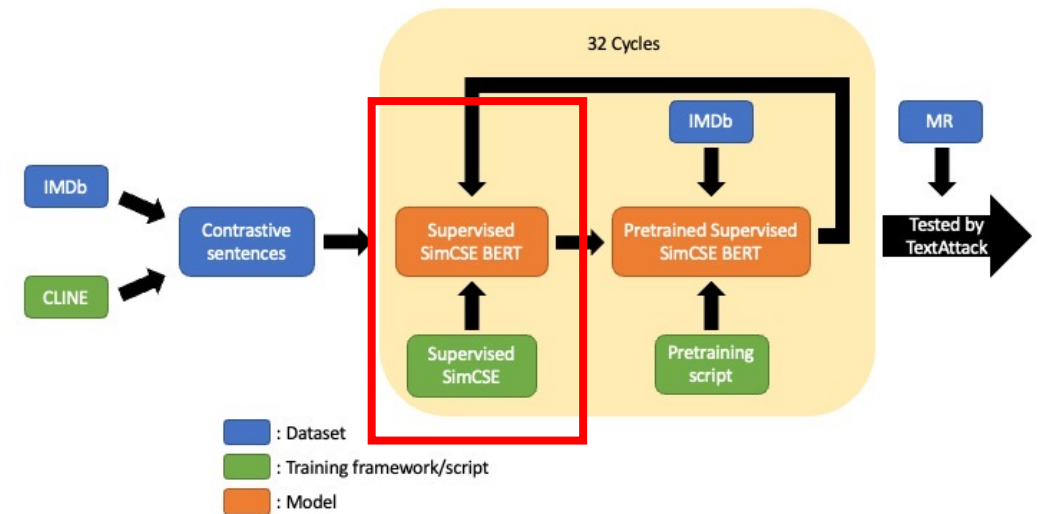 32 Cycles
IMDb
MR
IMDb
Contrastive
sentences
Supervised
SimCSE BERT
Pretrained Supervised
SimCSE BERT
Tested by
TextAttack
CLINE
Supervised
SimCSE
Pretraining
script
: Dataset
: Training framework/script
: Model